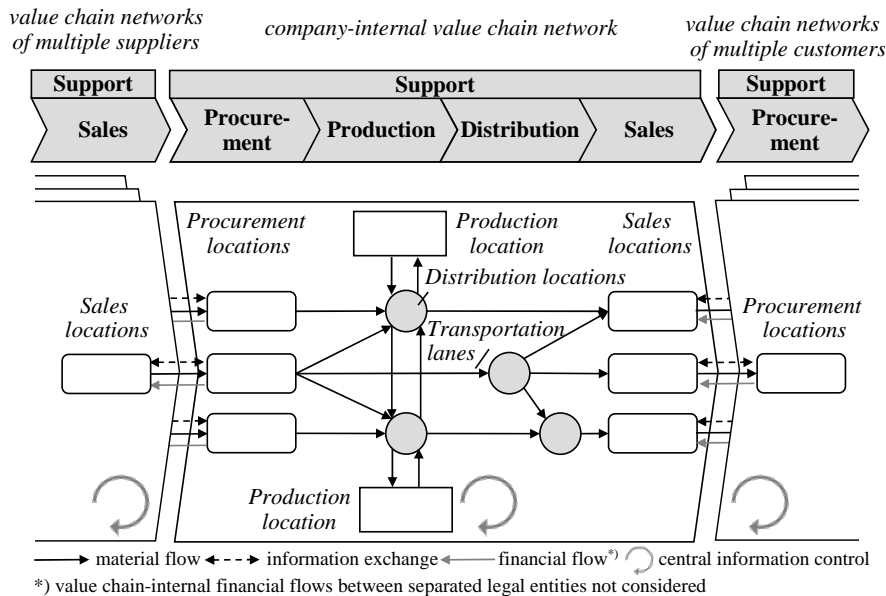 value chain networks
of multiple suppliers
company-internal value chain network
value chain networks
of multiple customers
Support
Support
Support
Sales
Procure-
ment
Production
Distribution
Sales
Procure-
ment
Procurement
locations
Production
location
Sales
locations
Distribution locations
Sales
locations
Transportation
lanes
Procurement
locations
Production
location
material flow
information exchange
financial flow*)
central information control
*) value chain-internal financial flows between separated legal entities not considered